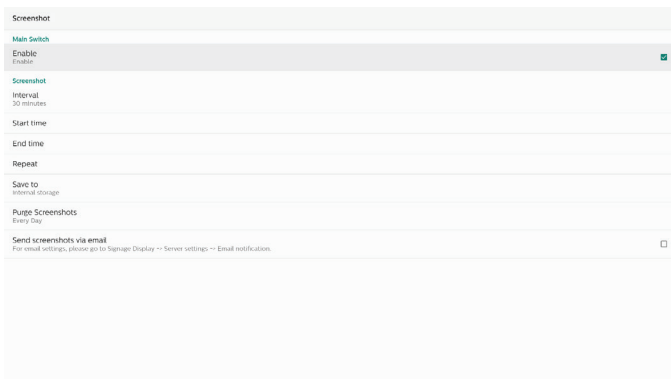 Screenshot
Main Switch
Enable
Enable
Screenshot
Interval
30 minutes
Start time
End time
Repeat
Save to
Internal storage
Purge Screenshots
Every Day
Send screenshots via email
For email settings, please go to Signage Display -- Server settings -- Email notification.